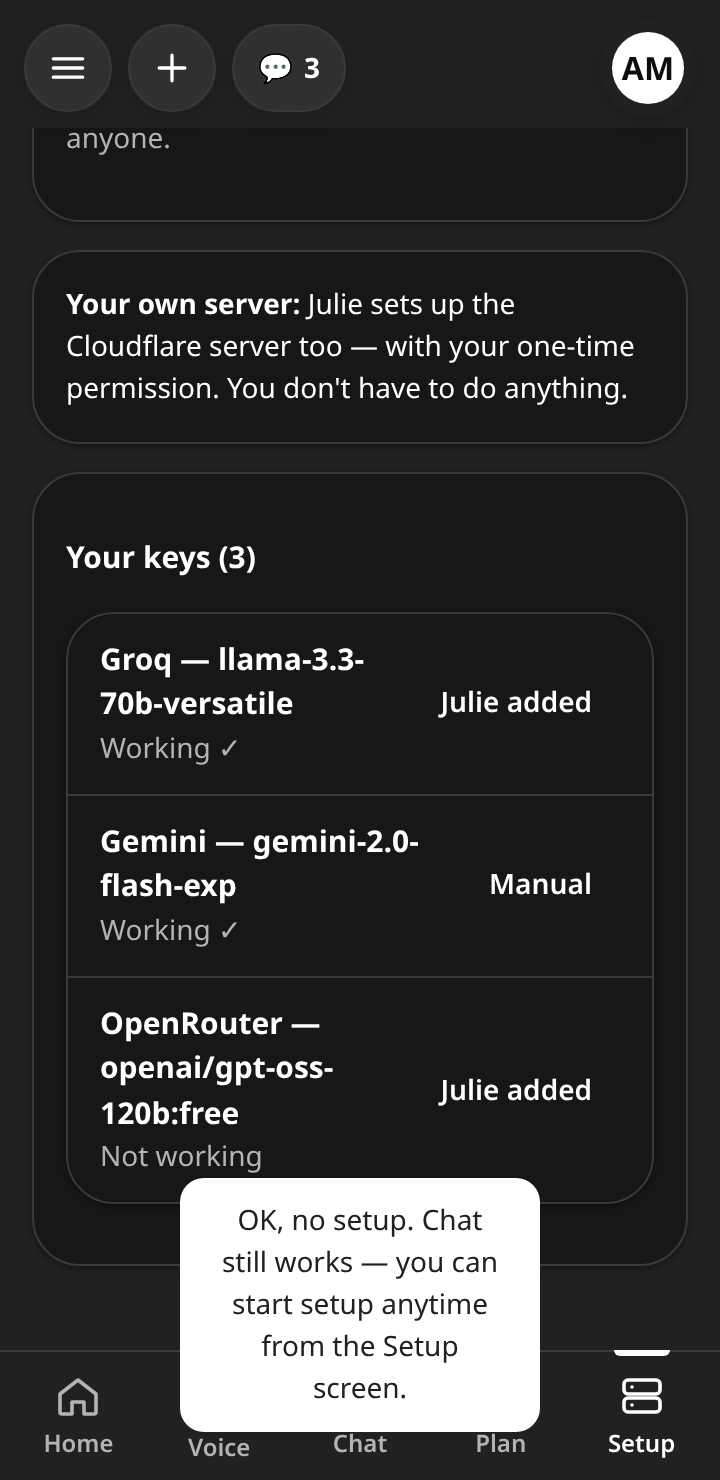 💬 3
AM
anyone.
Your own server: Julie sets up the
Cloudflare server too — with your one-time
permission. You don't have to do anything.
Your keys (3)
Groq — llama-3.3-
70b-versatile
Julie added
Working ✓
Gemini — gemini-2.0-
flash-exp
Manual
Working ✓
OpenRouter —
openai/gpt-oss-
120b:free
Julie added
Not working
OK, no setup. Chat
still works — you can
start setup anytime
from the Setup
screen.
Home
Voice
Chat
Plan
Setup